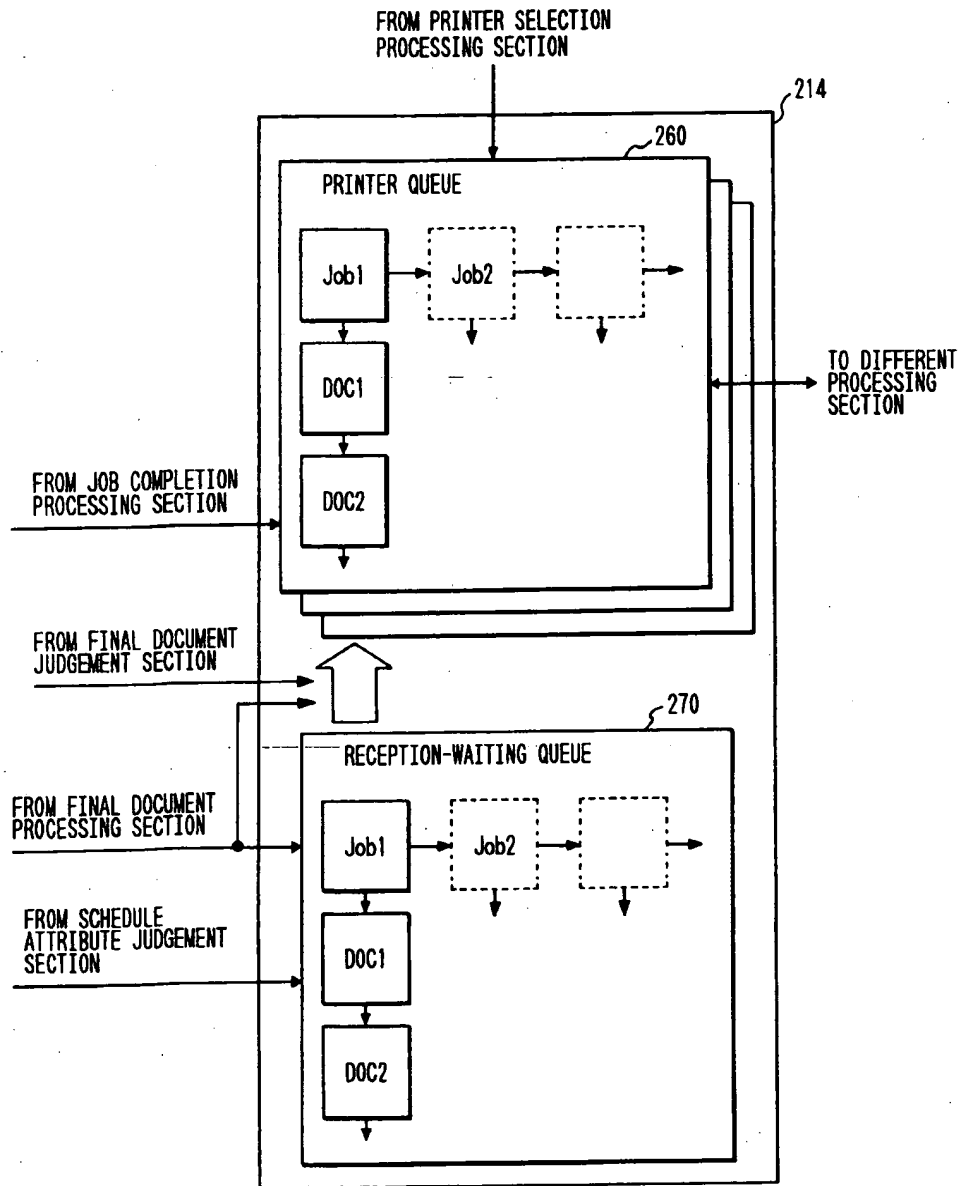 FROM PRINTER SELECTION
PROCESSING SECTION
214
260
PRINTER QUEUE
Job1
Job2
DOC1
TO DIFFERENT
PROCESSING
SECTION
DOC2
FROM JOB COMPLETION
PROCESSING SECTION
FROM FINAL DOCUMENT
JUDGEMENT SECTION
270
RECEPTION-WAITING QUEUE
FROM FINAL DOCUMENT
PROCESSING SECTION
Job1
Job2
FROM SCHEDULE
ATTRIBUTE JUDGEMENT
SECTION
DOC1
DOC2